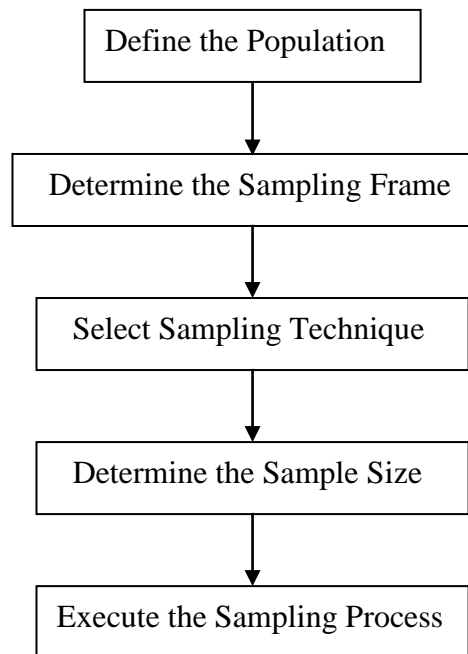 Define the Population
Determine the Sampling Frame
Select Sampling Technique
Determine the Sample Size
Execute the Sampling Process